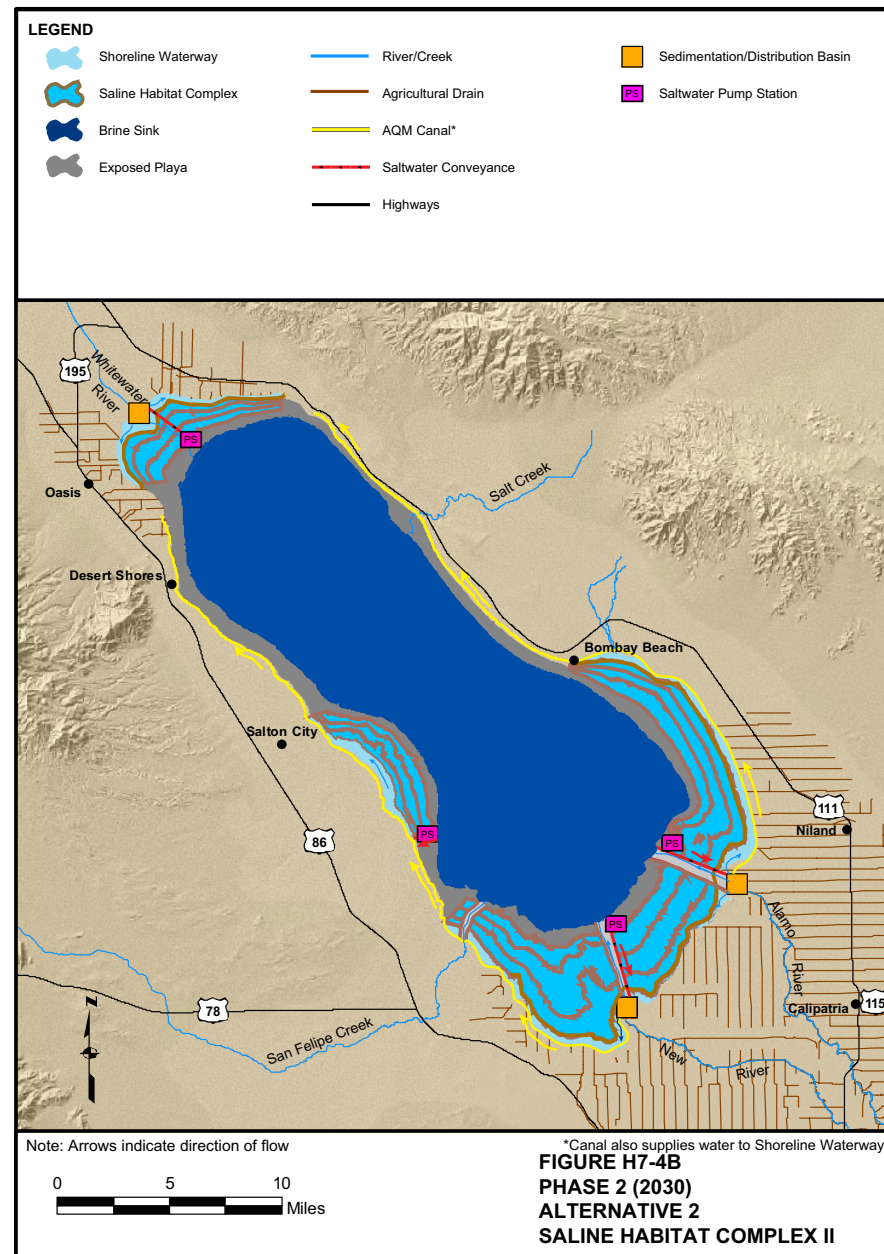 LEGEND
Shoreline Waterway
Saline Habitat Complex
Brine Sink
Exposed Playa
River/Creek
Agricultural Drain
AQM Canal*
Saltwater Conveyance
Highways
Sedimentation/Distribution Basin
PS Saltwater Pump Station
195
Whitewater
River
PS
Oasis
Salt Creek
Desert Shores
Bombay Beach
Salton City
111
Niland
86
PS
PS
Alamo
River
PS
115
Calipatria
78
San Felipe Creek
New
River
N
Note: Arrows indicate direction of flow
*Canal also supplies water to Shoreline Waterway
0 5 10
Miles
FIGURE H7-4B
PHASE 2 (2030)
ALTERNATIVE 2
SALINE HABITAT COMPLEX II